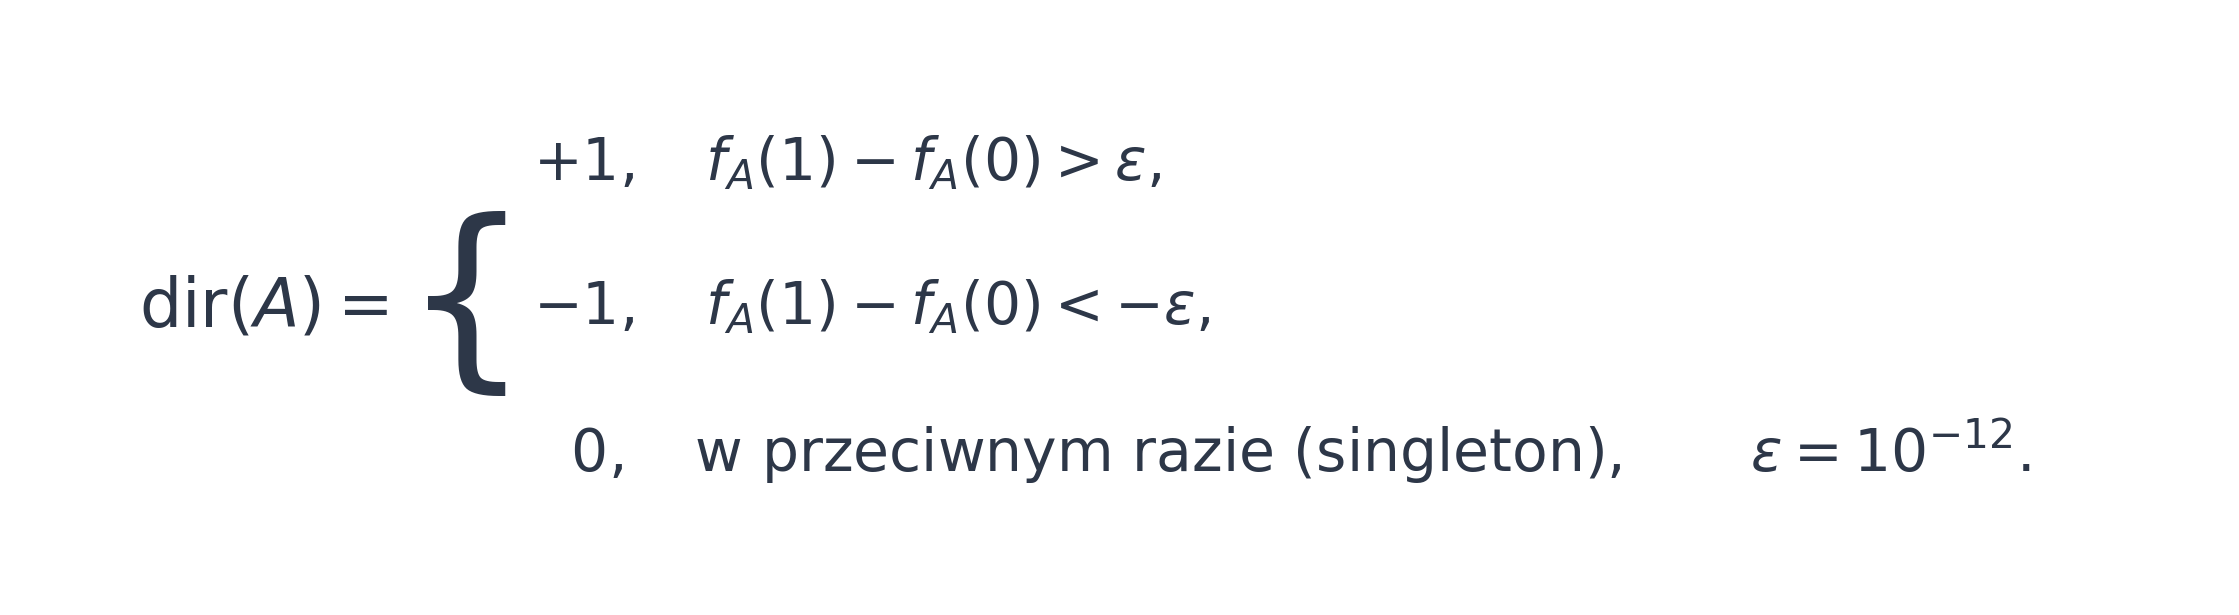 +1, f_A(1) − f_A(0) > ε,
dir(A) = { −1, f_A(1) − f_A(0) < −ε,
0, w przeciwnym razie (singleton), ε = 10^{−12}.